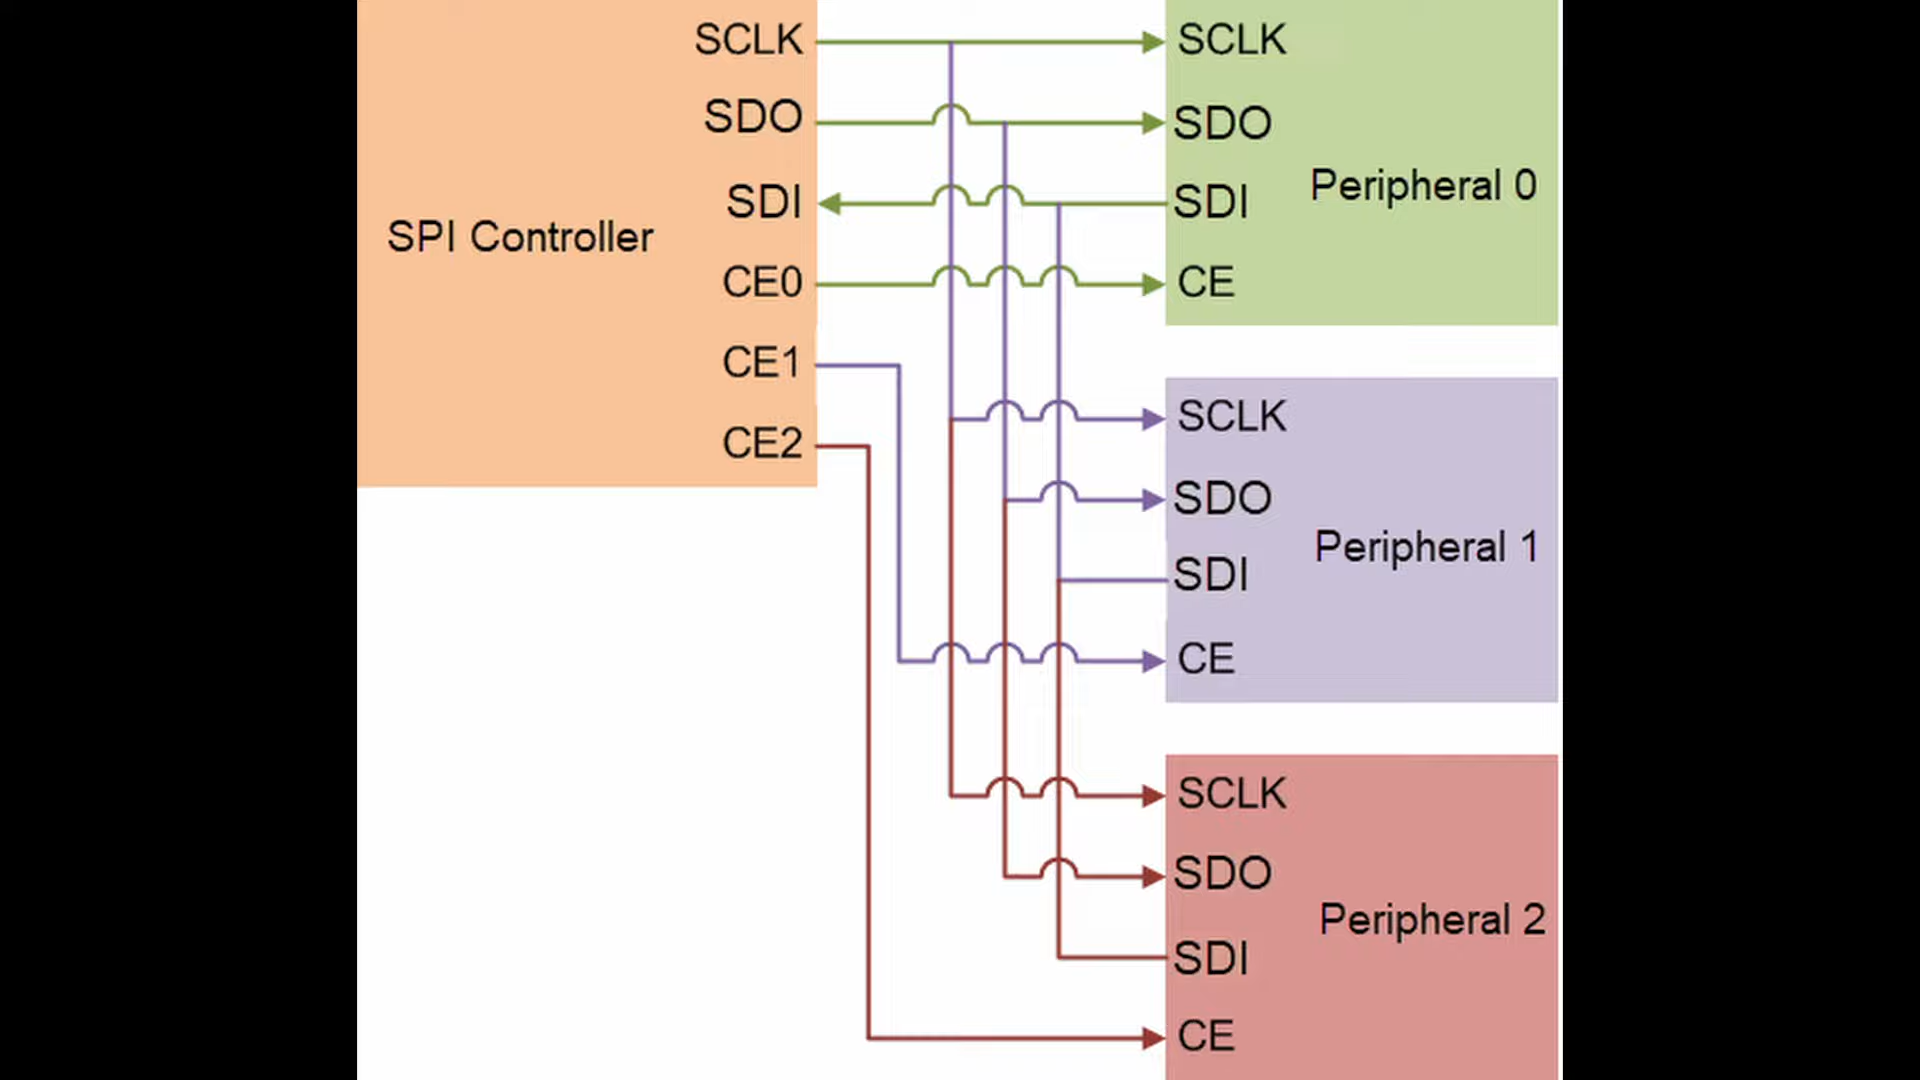 SPI Controller
SCLK
SDO
SDI
CE0
CE1
CE2
SCLK
SDO
SDI
CE
Peripheral 0
SCLK
SDO
SDI
CE
Peripheral 1
SCLK
SDO
SDI
CE
Peripheral 2